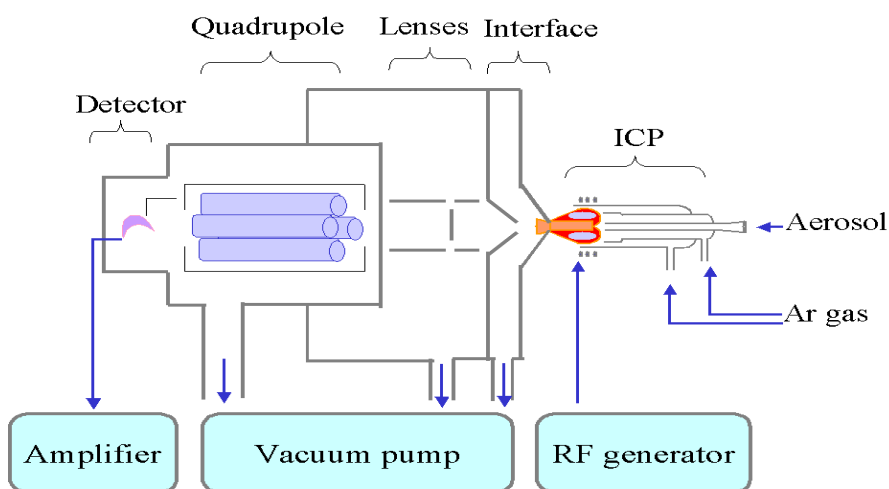 Quadrupole
Lenses
Interface
Detector
ICP
Aerosol
Ar gas
Amplifier
Vacuum pump
RF generator